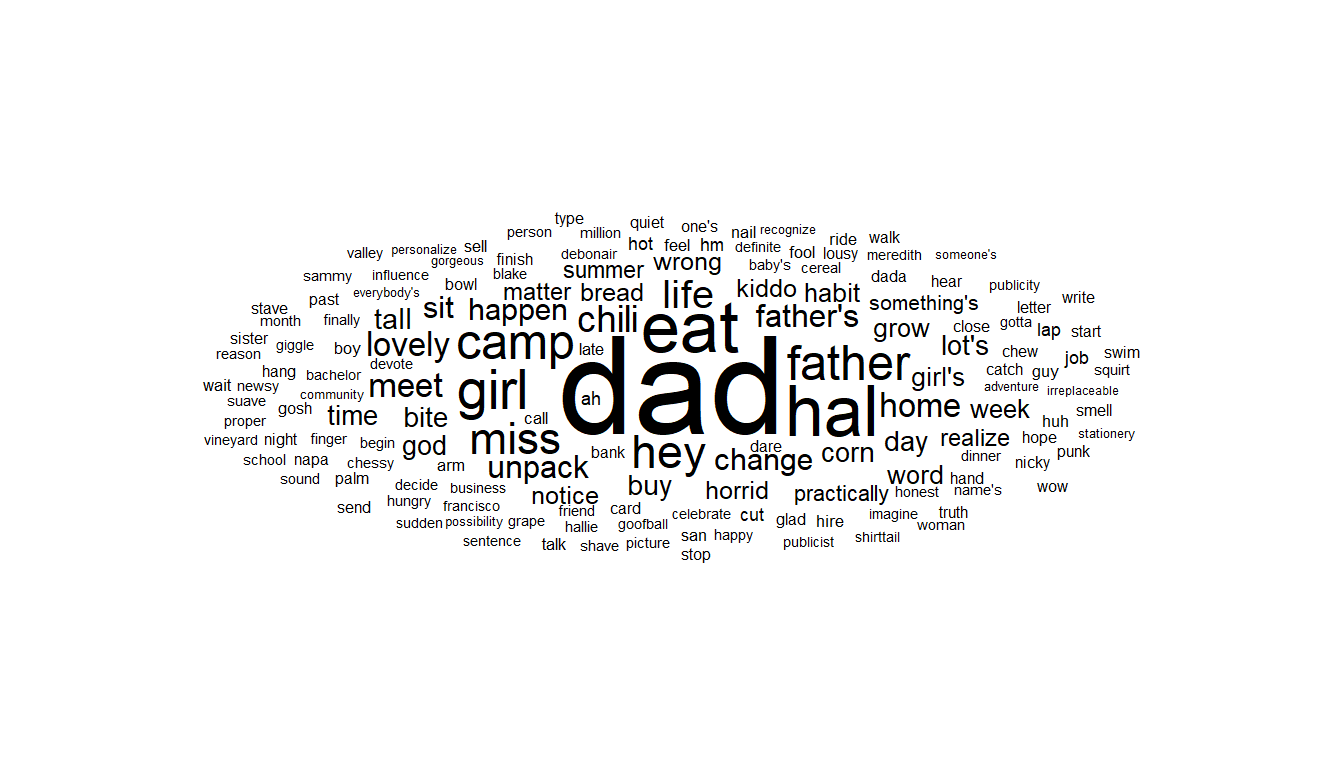 type
quiet
one's
person
million
nail
recognize
valley
personalize
sell
hot
feel
hm
definite
ride
walk
gorgeous
finish
debonair
fool
lousy
meredith
someone's
sammy
influence
blake
summer
wrong
baby's
cereal
dada
hear
publicity
everybody's
bowl
matter
bread
life
kiddo
habit
something's
letter
write
stave
past
month
finally
tall
sit
happen
chili
eat
father's
grow
close
gotta
lap
start
sister
reason
giggle
boy
lovely
camp
late
dad
father
lot's
chew
job
swim
hang
bachelor
devote
girl's
catch
guy
squirt
wait
newsy
community
meet
girl
ah
hal
home
week
adventure
irreplaceable
suave
gosh
time
bite
call
huh
smell
proper
vineyard
night
finger
begin
god
miss
hey
dare
day
realize
hope
stationery
school
napa
chessy
arm
unpack
bank
change
corn
dinner
nicky
punk
sound
palm
decide
business
notice
buy
horrid
practically
word
hand
honest
name's
wow
send
hungry
francisco
friend
card
celebrate
cut
glad
hire
imagine
truth
woman
sudden
possibility
grape
hallie
goofball
san
happy
sentence
talk
shave
picture
stop
publicist
shirttail